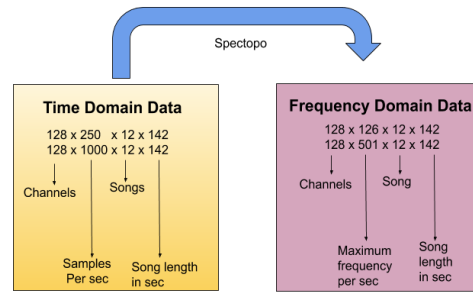 Spectopo
Time Domain Data
128 x 250 x 12 x 142
128 x 1000 x 12 x 142
Channels
Songs
Samples
Per sec
Song length
in sec
Frequency Domain Data
128 x 126 x 12 x 142
128 x 501 x 12 x 142
Channels
Song
Maximum
frequency
per sec
Song
length
in sec